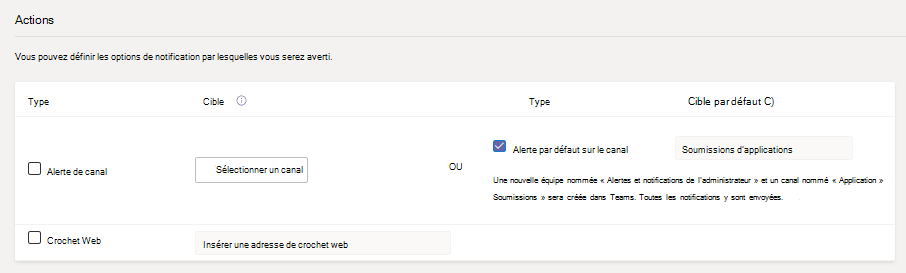 Actions
Vous pouvez définir les options de notification par lesquelles vous serez averti.
Type Cible Type Cible par défaut C)
Alerte de canal Sélectionner un canal OU Alerte par défaut sur le canal Soumissions d'applications
Une nouvelle équipe nommée « Alertes et notifications de l'administrateur » et un canal nommé « Application »
Soumissions » sera créée dans Teams. Toutes les notifications y sont envoyées.
Crochet Web Insérer une adresse de crochet web